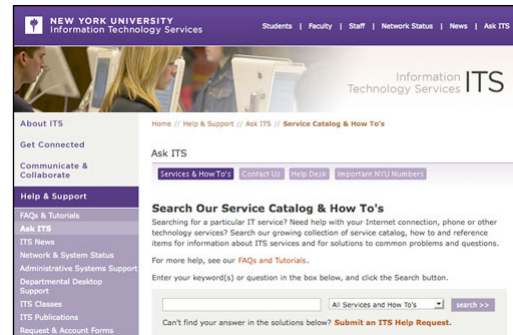 NEW YORK UNIVERSITY
Information Technology Services
Students | Faculty | Staff | Network Status | News | Ask ITS
Information
Technology Services ITS
About ITS
Get Connected
Communicate &
Collaborate
Help & Support
FAQs & Tutorials
Ask ITS
ITS News
Network & System Status
Administrative Systems Support
Departmental Desktop
Support
ITS Classes
ITS Publications
Request & Account Forms
Home // Help & Support // Ask ITS // Service Catalog & How To's
Ask ITS
Services & HowTo's
Contact Us
Help Desk
Important NYU Numbers
Search Our Service Catalog & How To's
Searching for a particular IT service? Need help with your Internet connection, phone or other
technology services? Search our growing collection of service catalog, how to and reference
items for information about ITS services and for solutions to common problems and questions.
For more help, see our FAQs and Tutorials.
Enter your keyword(s) or question in the box below, and click the Search button.
All Services and How To's
search >>
Can't find your answer in the solutions below? Submit an ITS Help Request.